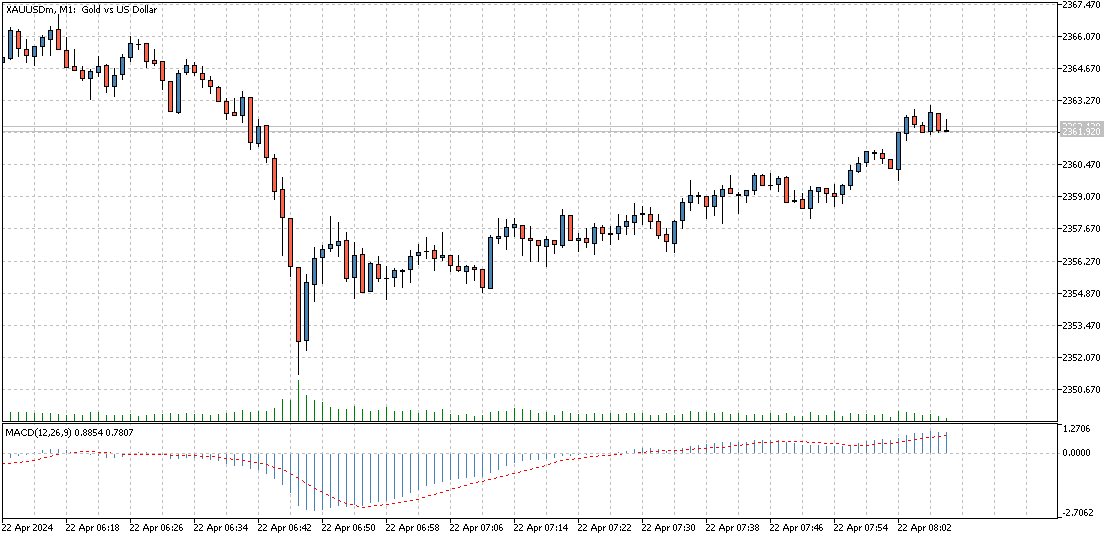 XAUUSDm, M1: Gold vs US Dollar
2367.470
2366.070
2364.670
2363.270
2361.920
2360.470
2359.070
2357.670
2356.270
2354.870
2353.470
2352.070
2350.670
MACD(12,26,9) 0.8854 0.7807
1.2706
0.0000
-2.7062
22 Apr 2024
22 Apr 06:18
22 Apr 06:26
22 Apr 06:34
22 Apr 06:42
22 Apr 06:50
22 Apr 06:58
22 Apr 07:06
22 Apr 07:14
22 Apr 07:22
22 Apr 07:30
22 Apr 07:38
22 Apr 07:46
22 Apr 07:54
22 Apr 08:02